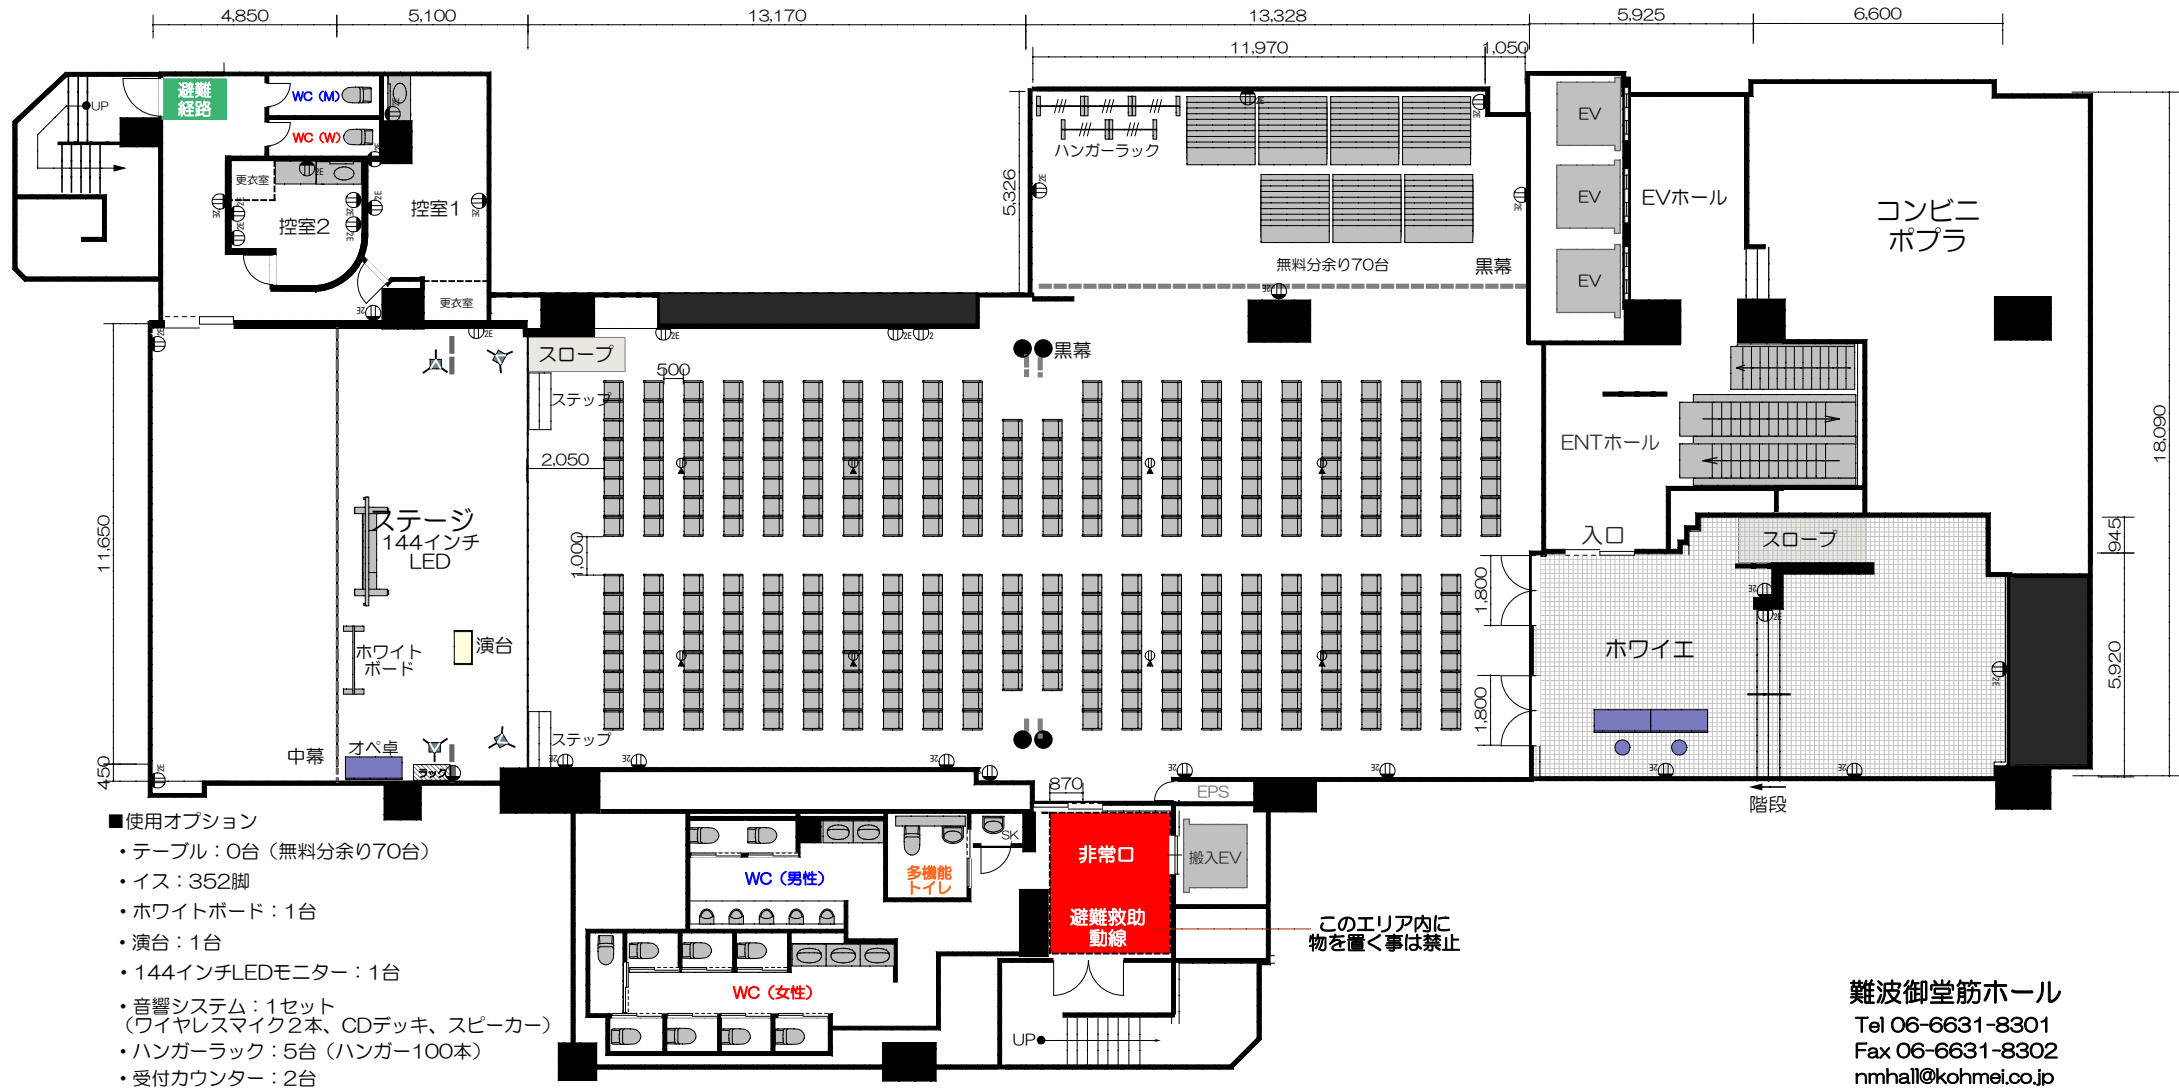 4,850
5,100
13,170
13,328
5,925
6,600
11,970
1,050
避難
経路
UP
WC (M)
WC (W)
更衣室
控室2
控室1
更衣室
5,326
ハンガーラック
無料分余り70台
黒幕
EV
EV
EV
EVホール
コンビニ
ポプラ
スロープ
500
ステップ
黒幕
2,050
1,000
11,650
450
ステージ
144インチ
LED
ホワイト
ボード
演台
中幕
オペ卓
ラック
ステップ
ENTホール
入口
スロープ
1,800
1,800
ホワイエ
18,090
945
5,920
階段
870
EPS
SK
非常口
搬入EV
避難救助
動線
このエリア内に
物を置く事は禁止
多機能
トイレ
WC (男性)
WC (女性)
UP
■使用オプション
・テーブル：0台（無料分余り70台）
・イス：352脚
・ホワイトボード：1台
・演台：1台
・144インチLEDモニター：1台
・音響システム：1セット
（ワイヤレスマイク2本、CDデッキ、スピーカー）
・ハンガーラック：5台（ハンガー100本）
・受付カウンター：2台
難波御堂筋ホール
Tel 06-6631-8301
Fax 06-6631-8302
nmhall@kohmei.co.jp